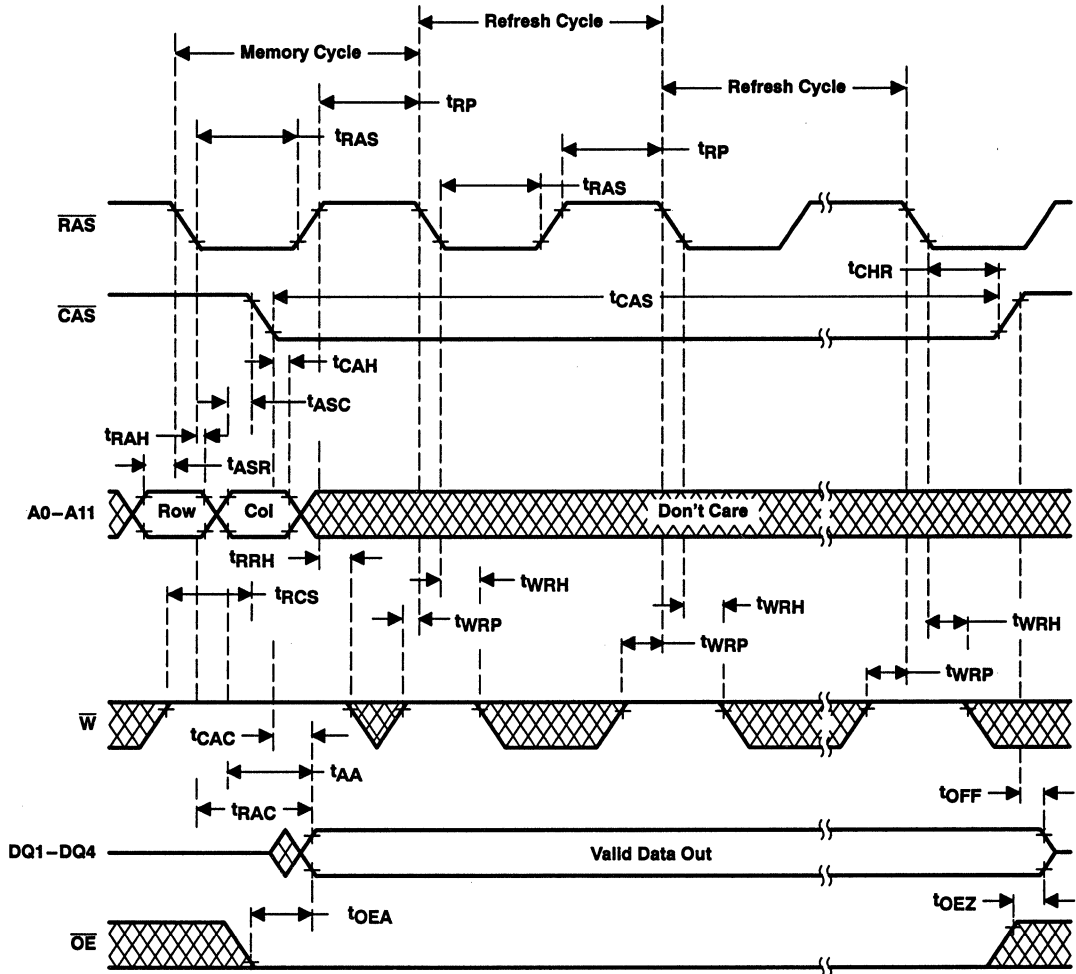 Refresh Cycle
Memory Cycle
Refresh Cycle
tRP
tRAS
tRP
tRAS
RAS
tCHR
tCAS
CAS
tCAH
tASC
tRAH
tASR
A0–A11
Row
Col
Don't Care
tRRH
tWRH
tRCS
tWRH
tWRP
tWRH
tWRP
tWRP
W
tCAC
tAA
tOFF
tRAC
DQ1–DQ4
Valid Data Out
tOEA
tOEZ
OE